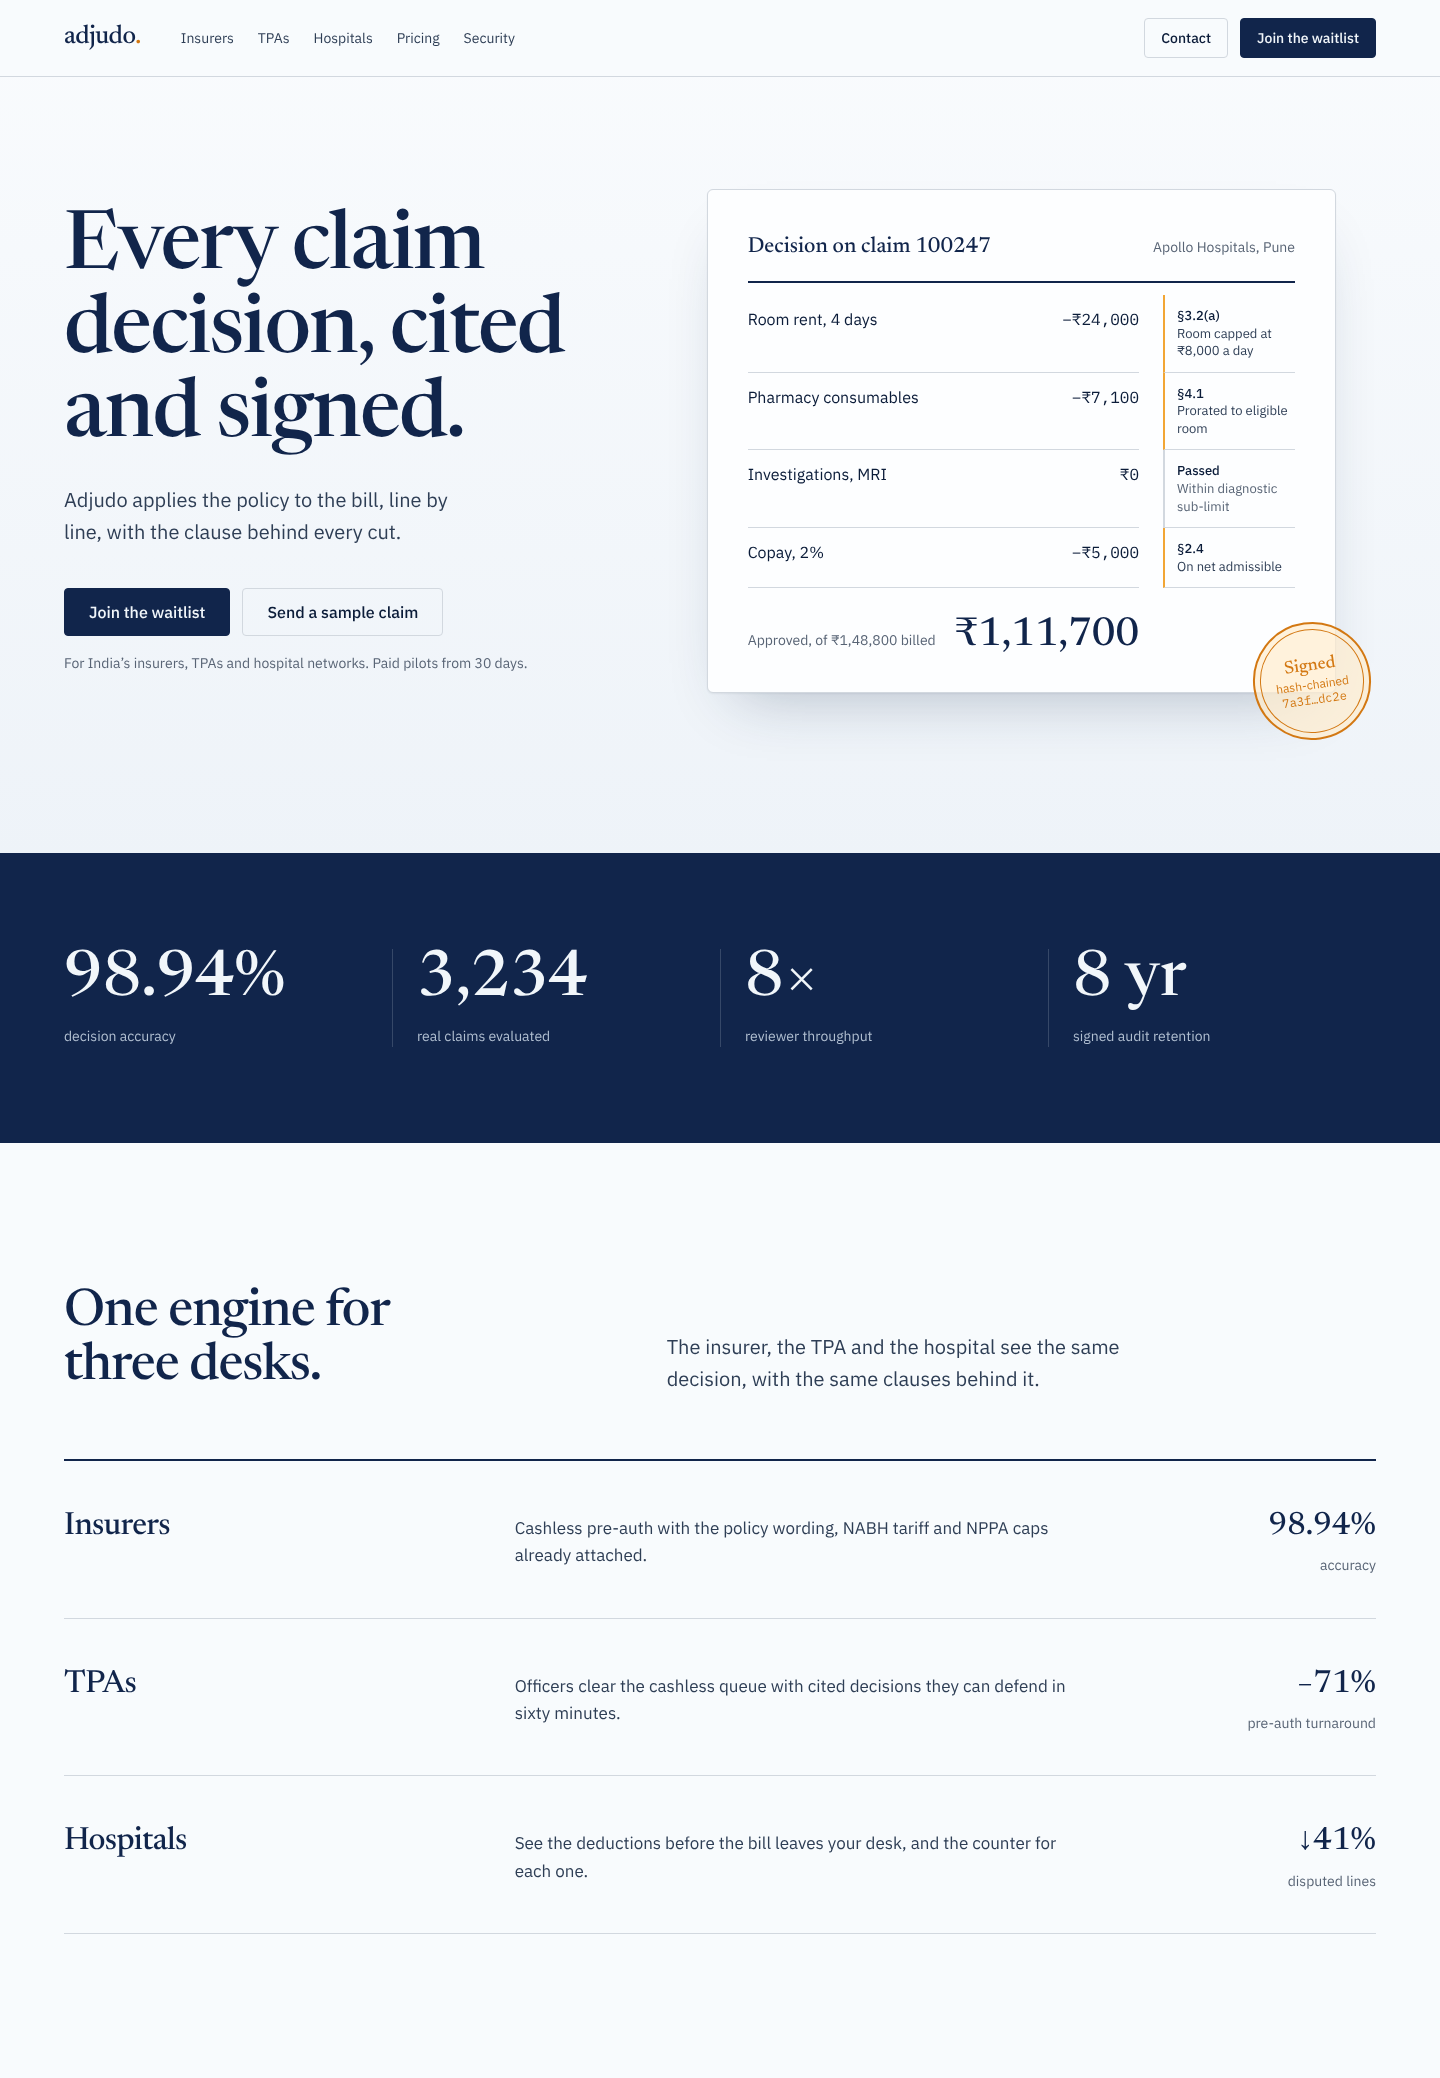 adjudo.
Insurers TPAs Hospitals Pricing Security
Contact
Join the waitlist
Every claim
decision, cited
and signed.
Adjudo applies the policy to the bill, line by
line, with the clause behind every cut.
Join the waitlist
Send a sample claim
For India’s insurers, TPAs and hospital networks. Paid pilots from 30 days.
Decision on claim 100247
Apollo Hospitals, Pune
Room rent, 4 days
−₹24,000
§3.2(a)
Room capped at
₹8,000 a day
Pharmacy consumables
−₹7,100
§4.1
Prorated to eligible
room
Investigations, MRI
₹0
Passed
Within diagnostic
sub-limit
Copay, 2%
−₹5,000
§2.4
On net admissible
Approved, of ₹1,48,800 billed
₹1,11,700
Signed
hash-chained
7a3f…dc2e
98.94%
decision accuracy
3,234
real claims evaluated
8×
reviewer throughput
8 yr
signed audit retention
One engine for
three desks.
The insurer, the TPA and the hospital see the same
decision, with the same clauses behind it.
Insurers
Cashless pre-auth with the policy wording, NABH tariff and NPPA caps
already attached.
98.94%
accuracy
TPAs
Officers clear the cashless queue with cited decisions they can defend in
sixty minutes.
−71%
pre-auth turnaround
Hospitals
See the deductions before the bill leaves your desk, and the counter for
each one.
↓41%
disputed lines